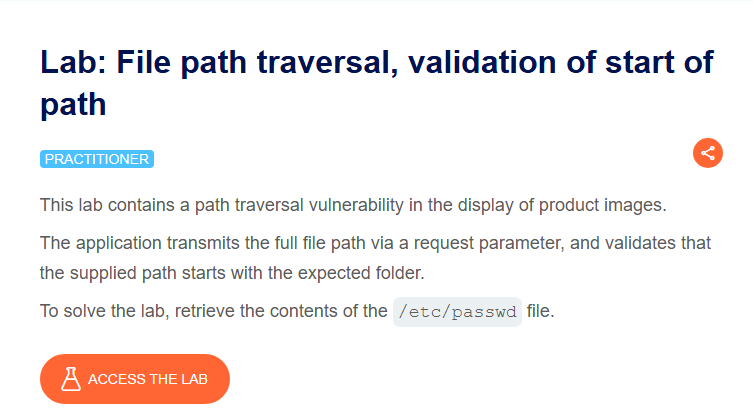 Lab: File path traversal, validation of start of
path
PRACTITIONER
This lab contains a path traversal vulnerability in the display of product images.
The application transmits the full file path via a request parameter, and validates that
the supplied path starts with the expected folder.
To solve the lab, retrieve the contents of the /etc/passwd file.
ACCESS THE LAB